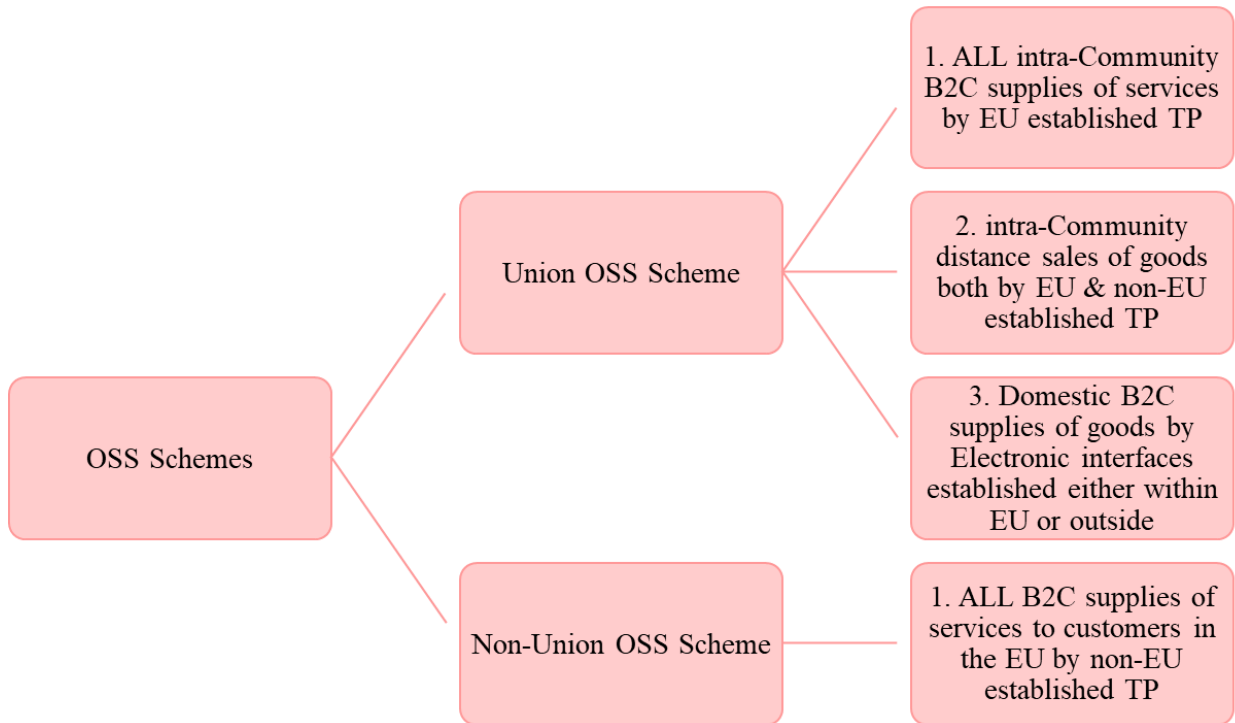 OSS Schemes
Union OSS Scheme
1. ALL intra-Community
B2C supplies of services
by EU established TP
2. intra-Community
distance sales of goods
both by EU & non-EU
established TP
3. Domestic B2C
supplies of goods by
Electronic interfaces
established either within
EU or outside
Non-Union OSS Scheme
1. ALL B2C supplies of
services to customers in
the EU by non-EU
established TP